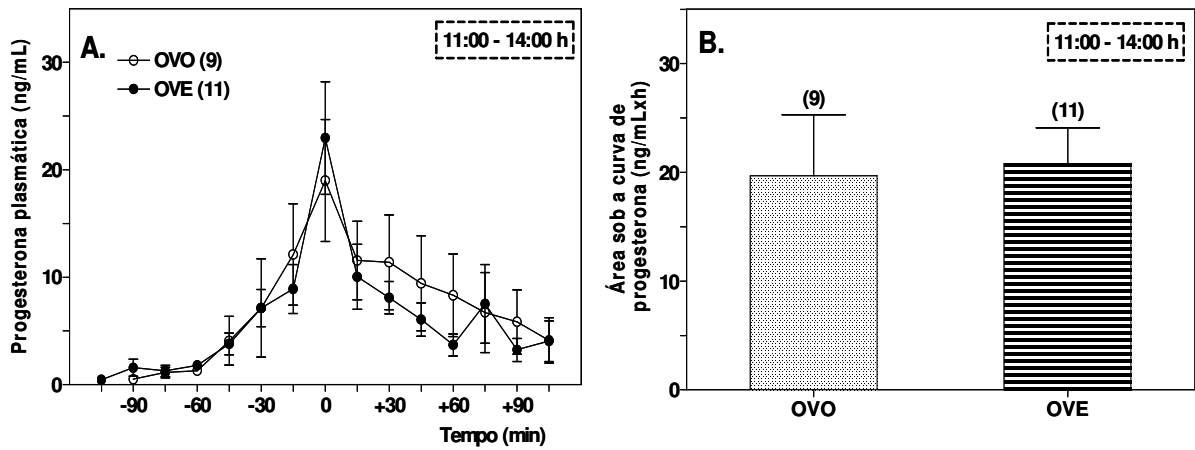 A.
11:00 - 14:00 h
OVO (9)
OVE (11)
Progesterona plasmática (ng/mL)
30
20
10
0
-90 -60 -30 0 +30 +60 +90
Tempo (min)
B.
11:00 - 14:00 h
Área sob a curva de
progesterona (ng/mLxh)
30
20
10
0
(9)
(11)
OVO OVE